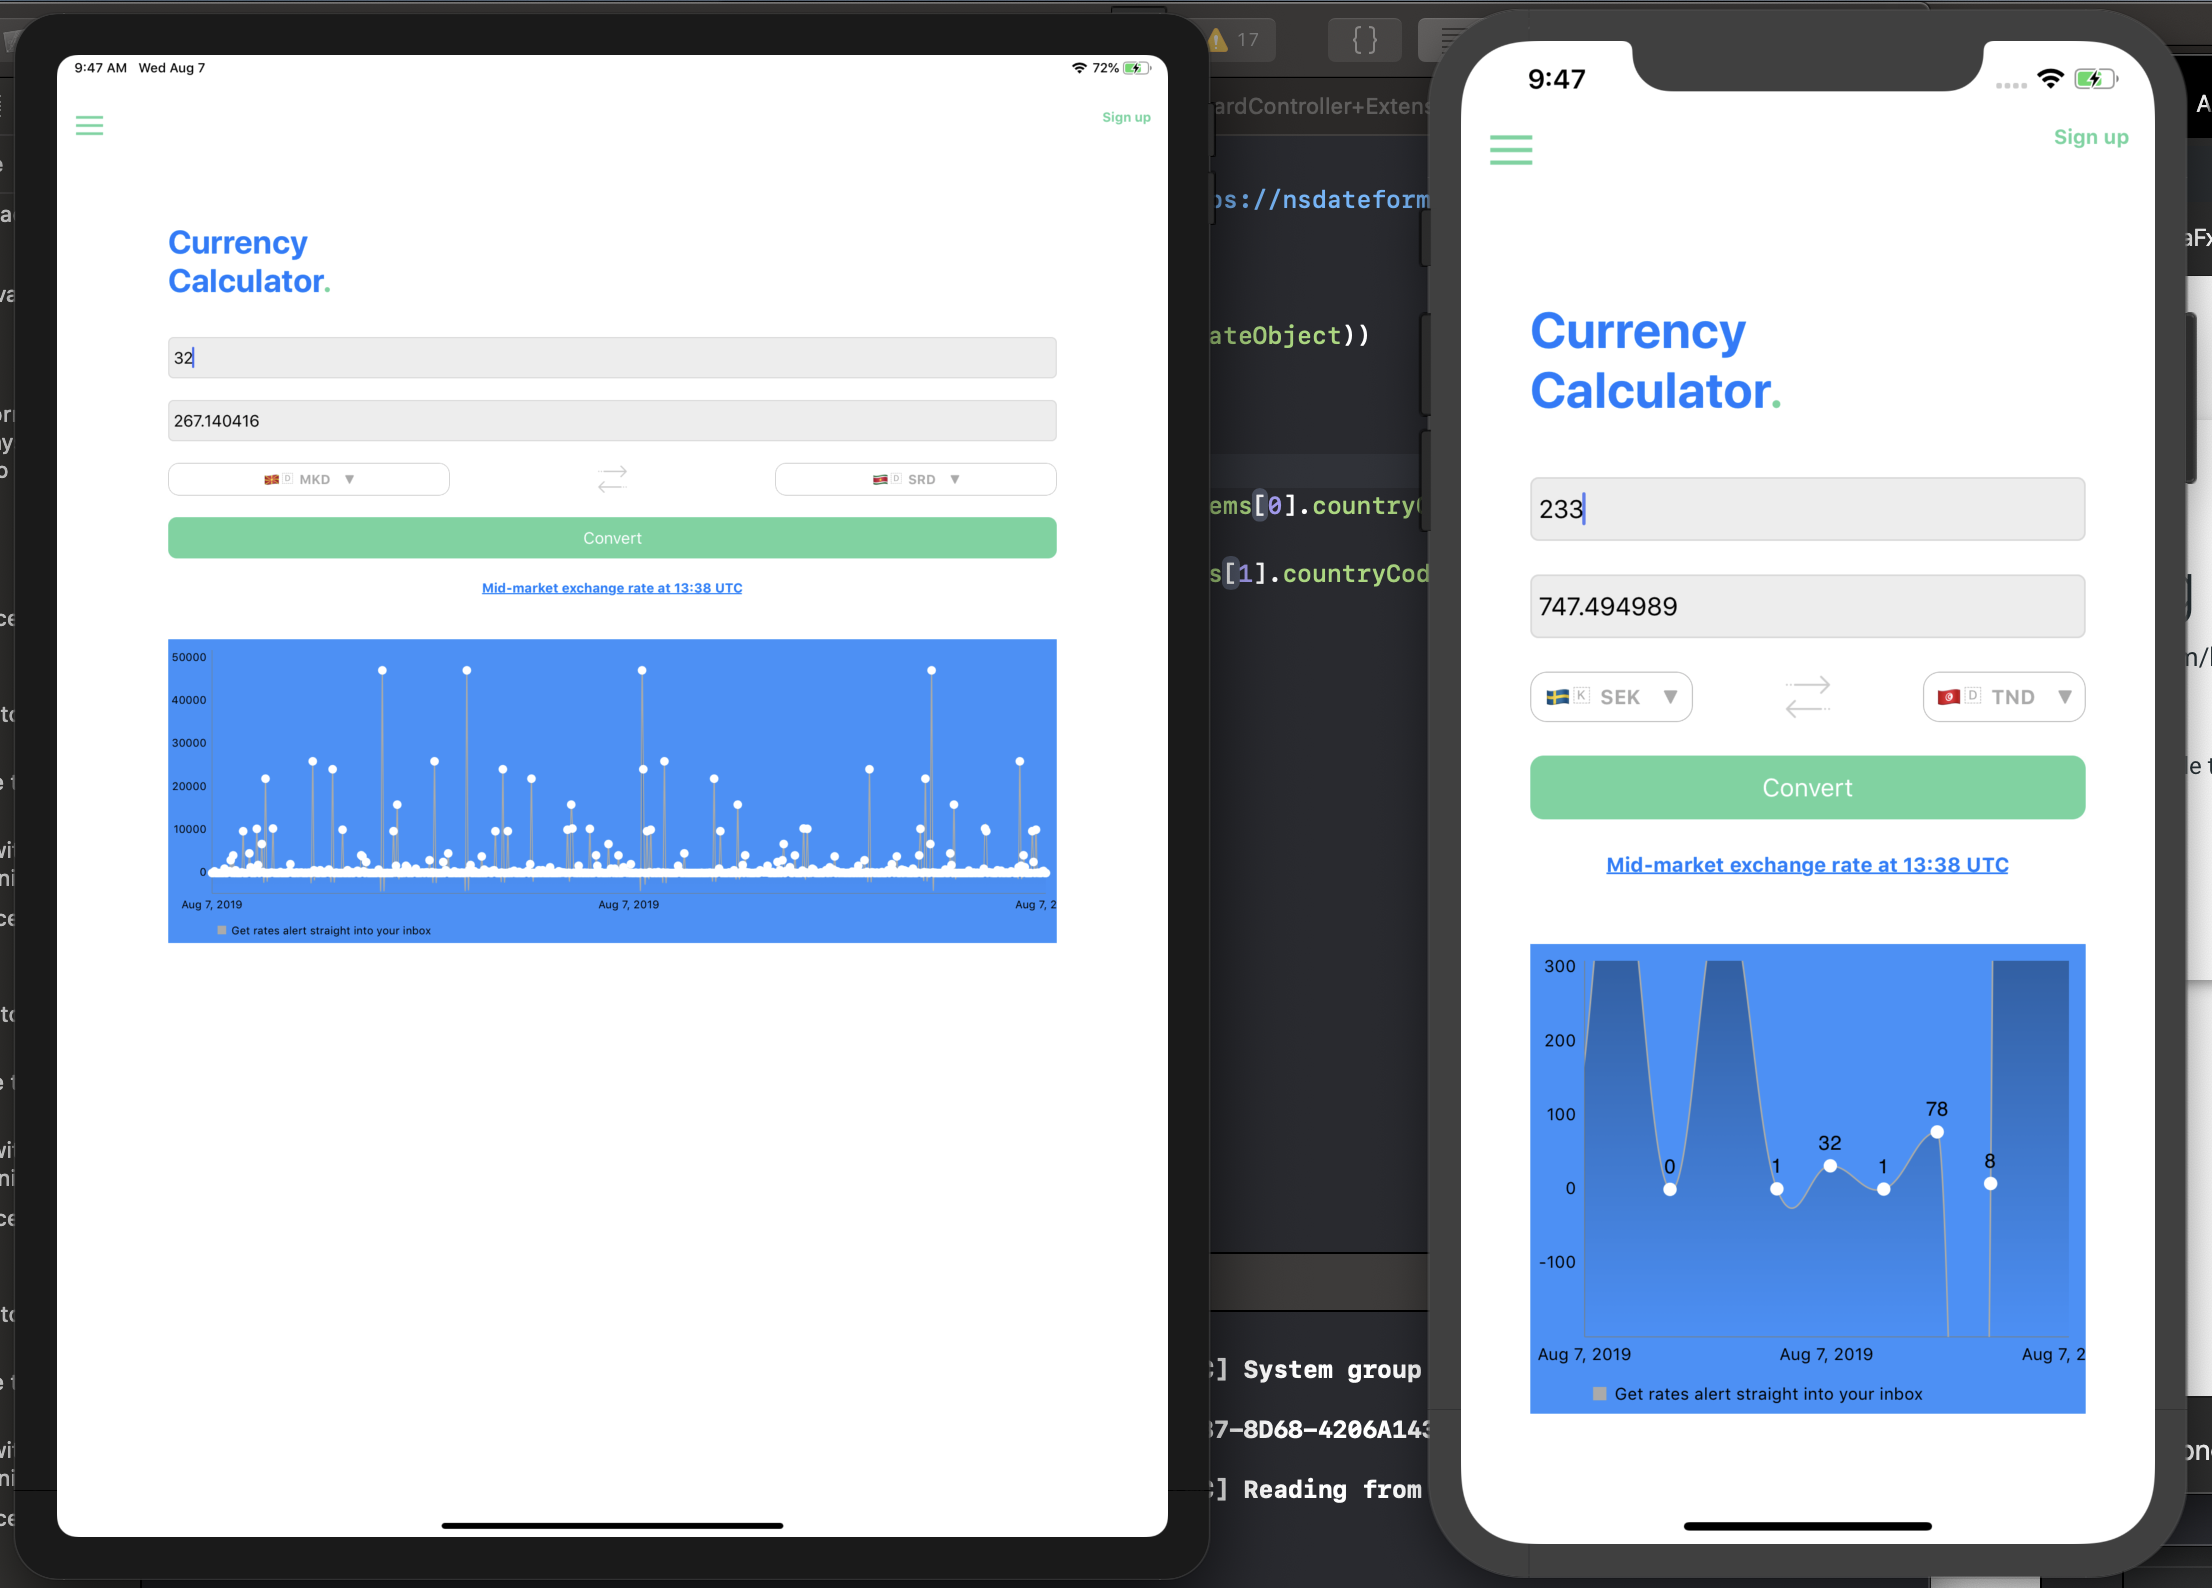 9:47 AM Wed Aug 7
72%
Sign up
Currency
Calculator.
32
267.140416
D MKD ▼
D SRD ▼
Convert
Mid-market exchange rate at 13:38 UTC
50000
40000
30000
20000
10000
0
Aug 7, 2019
Aug 7, 2019
Aug 7, 2
Get rates alert straight into your inbox
17
{ }
ardController+Extens
ps://nsdateform
ateObject))
ems[0].country
s[1].countryCod
] System group
37-8D68-4206A143
] Reading from
9:47
Sign up
Currency
Calculator.
233
747.494989
K SEK ▼
D TND ▼
Convert
Mid-market exchange rate at 13:38 UTC
300
200
100
0
-100
0
1
32
1
78
8
Aug 7, 2019
Aug 7, 2019
Aug 7, 2
Get rates alert straight into your inbox